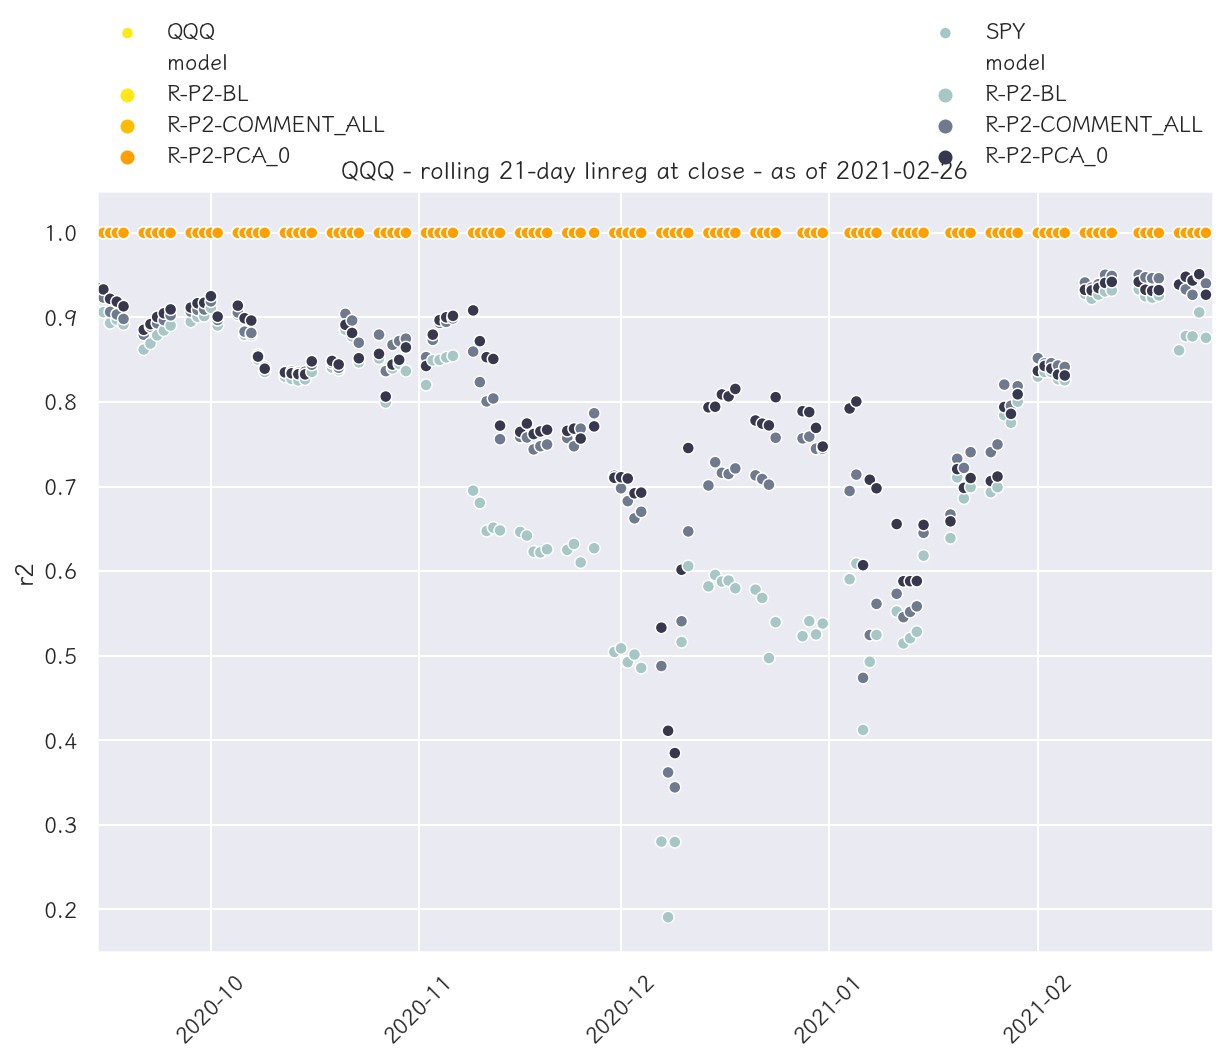 QQQ
model
R-P2-BL
R-P2-COMMENT_ALL
R-P2-PCA_0
SPY
model
R-P2-BL
R-P2-COMMENT_ALL
R-P2-PCA_0
QQQ - rolling 21-day linreg at close - as of 2021-02-26
1.0
0.9
0.8
0.7
0.6
0.5
0.4
0.3
0.2
r2
2020-10
2020-11
2020-12
2021-01
2021-02